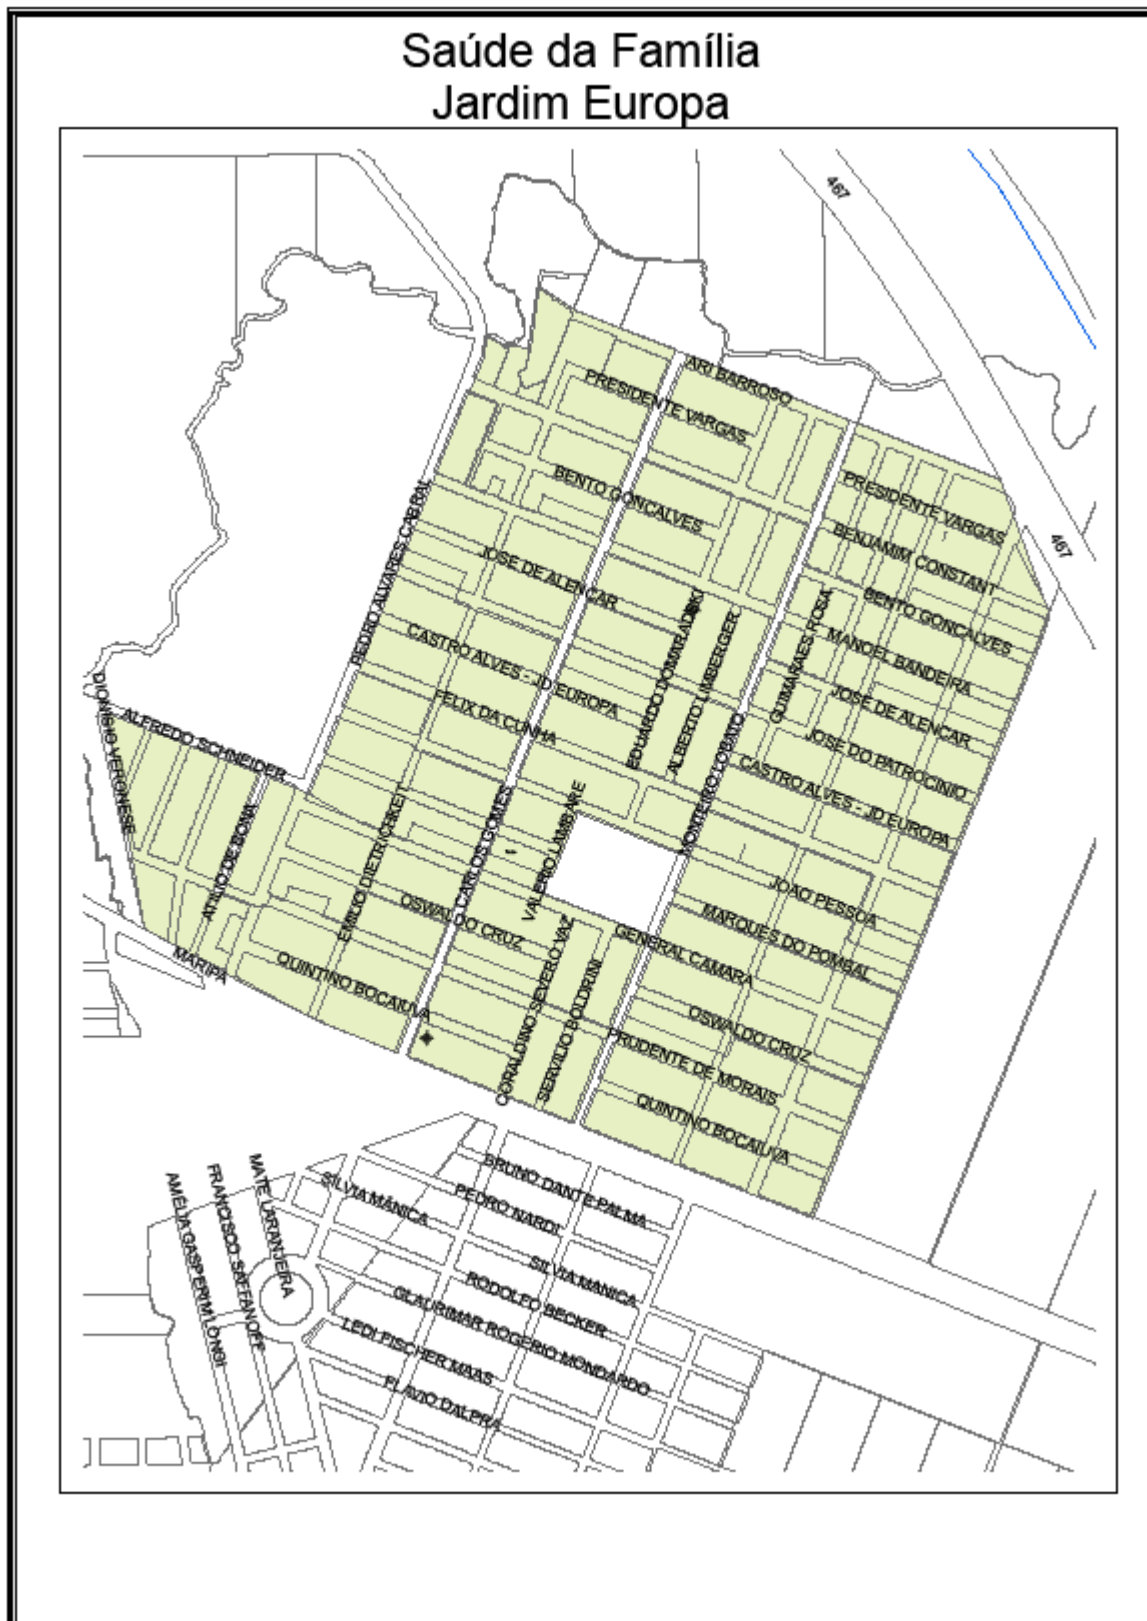 Saúde da Família
Jardim Europa
467
ARI BARROSO
PRESIDENTE VARGAS
BENTO GONCALVES
PRESIDENTE VARGAS
467
BENJAMIM CONSTANT
PEDRO ALVARES CABRAL
JOSE DE ALENCAR
BENTO GONCALVES
EDUARDO DOMARADSKI
ALBERTO LIMBERGER
GUIMARAES ROSA
MANOEL BANDEIRA
CASTRO ALVES - JD EUROPA
JOSE DE ALENCAR
FELIX DA CUNHA
DIONISIO VERONESE
ALFREDO SCHNEIDER
MONTEIRO LOBATO
JOSE DO PATROCINIO
CASTRO ALVES - JD EUROPA
ATILIO DE BONA
EMILIO DIETRICHKEIT
CARLOS GOMES
VALERIO LAMBARE
JOAO PESSOA
OSWALDO CRUZ
MARQUES DO POMBAL
GENERAL CAMARA
MARIPA
QUINTINO BOCAIUVA
CORALDINO SEVERO VAZ
SERVILIO BOLDRINI
OSWALDO CRUZ
PRUDENTE DE MORAIS
QUINTINO BOCAIUVA
BRUNO DANTE PALMA
MATE LARANJEIRA
FRANCISCO SAFFANOFF
AMÉLIA GASPERIM LONGI
SILVIA MÂNICA
PEDRO NARDI
SILVIA MANICA
RODOLFO BECKER
GLAURIMAR ROGERIO MONDARDO
LEDI FISCHER MAAS
FLAVIO DALPRA